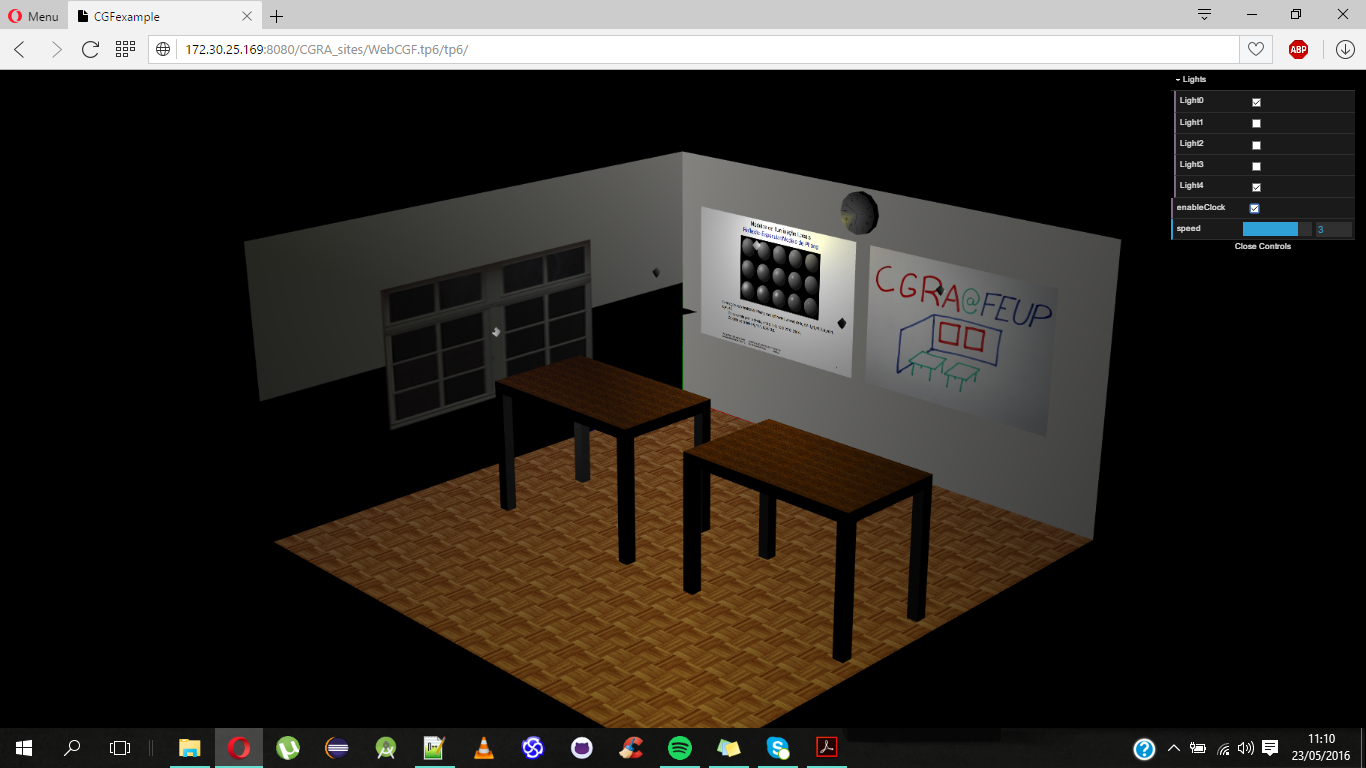 Menu
CGFexample
172.30.25.169:8080/CGRA_sites/WebCGF.tp6/tp6/
ABP
Lights
Light0
Light1
Light2
Light3
Light4
enableClock
speed
3
Close Controls
CGRA@FEUP
11:10
23/05/2016